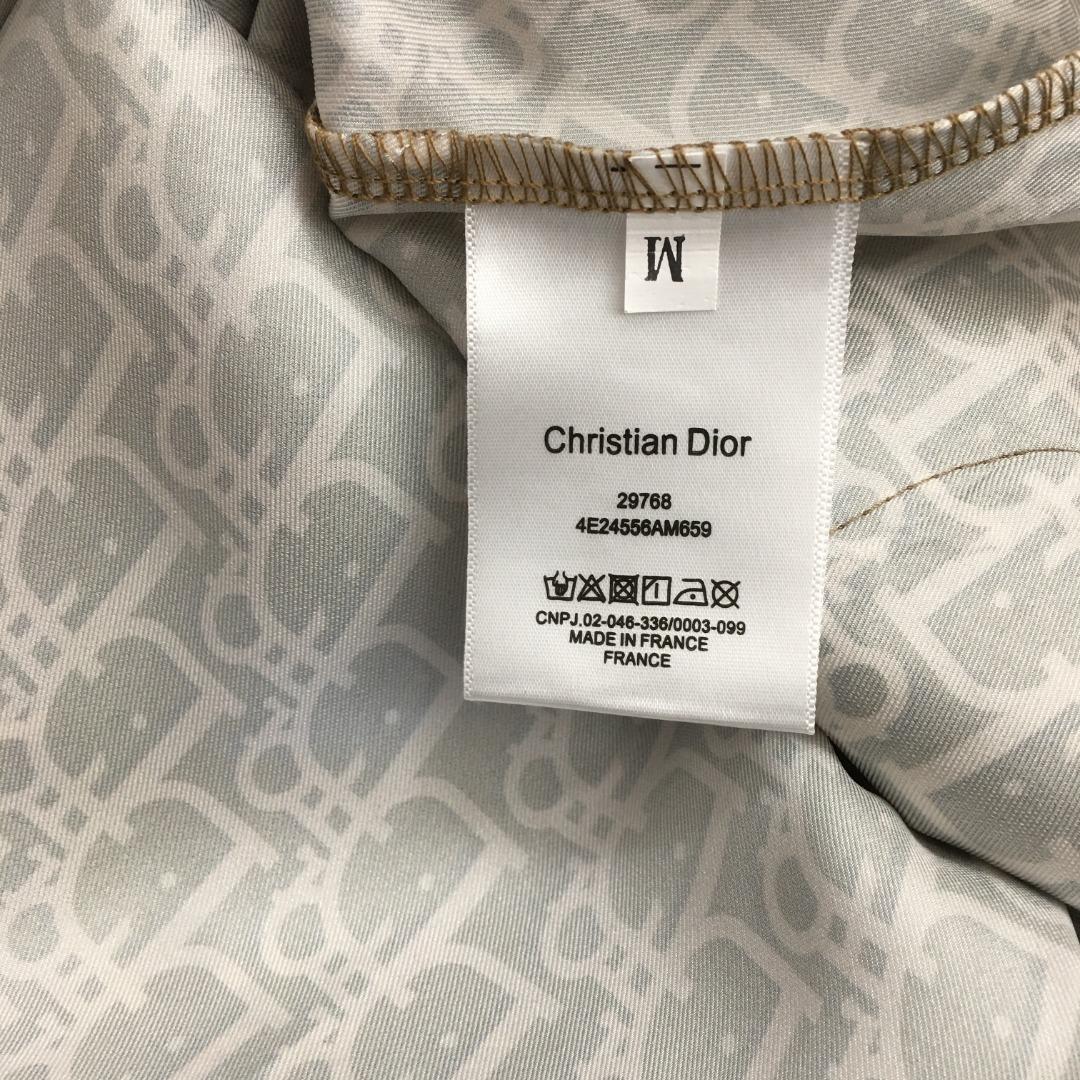 M
Christian Dior
29768
4E24556AM659
CNPJ.02-046-336/0003-099
MADE IN FRANCE
FRANCE